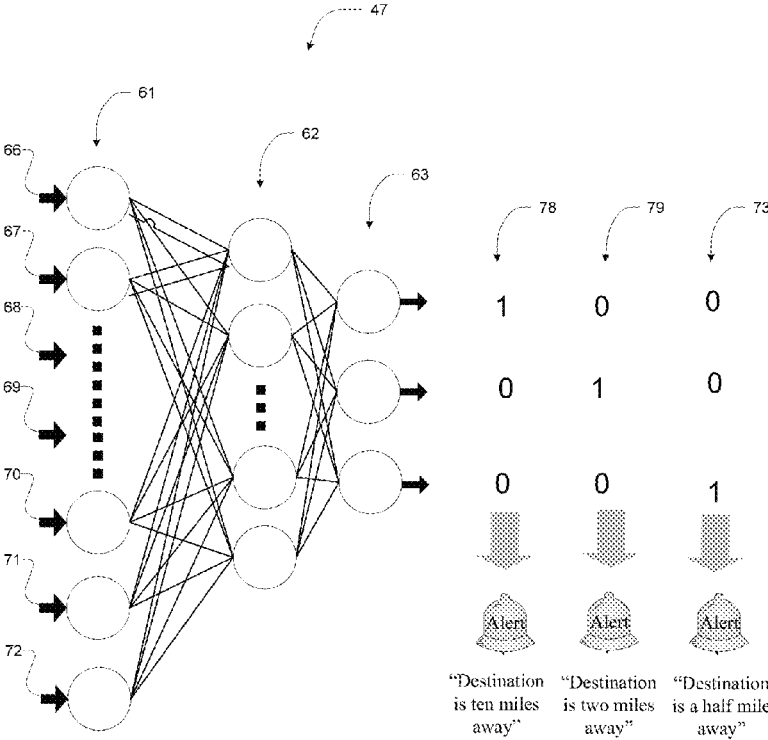 47
61
66
62
63
78
79
73
67
68
69
70
71
72
1 0 0
0 1 0
0 0 1
Alert
Alert
Alert
"Destination
is ten miles
away"
"Destination
is two miles
away"
"Destination
is a half mile
away"